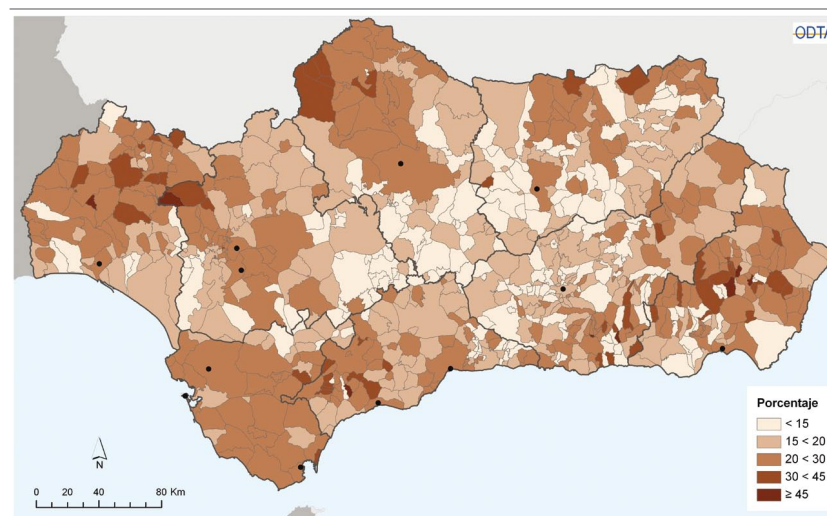 ODTA
N
0 20 40 80 Km
Porcentaje
< 15
15 < 20
20 < 30
30 < 45
≥ 45